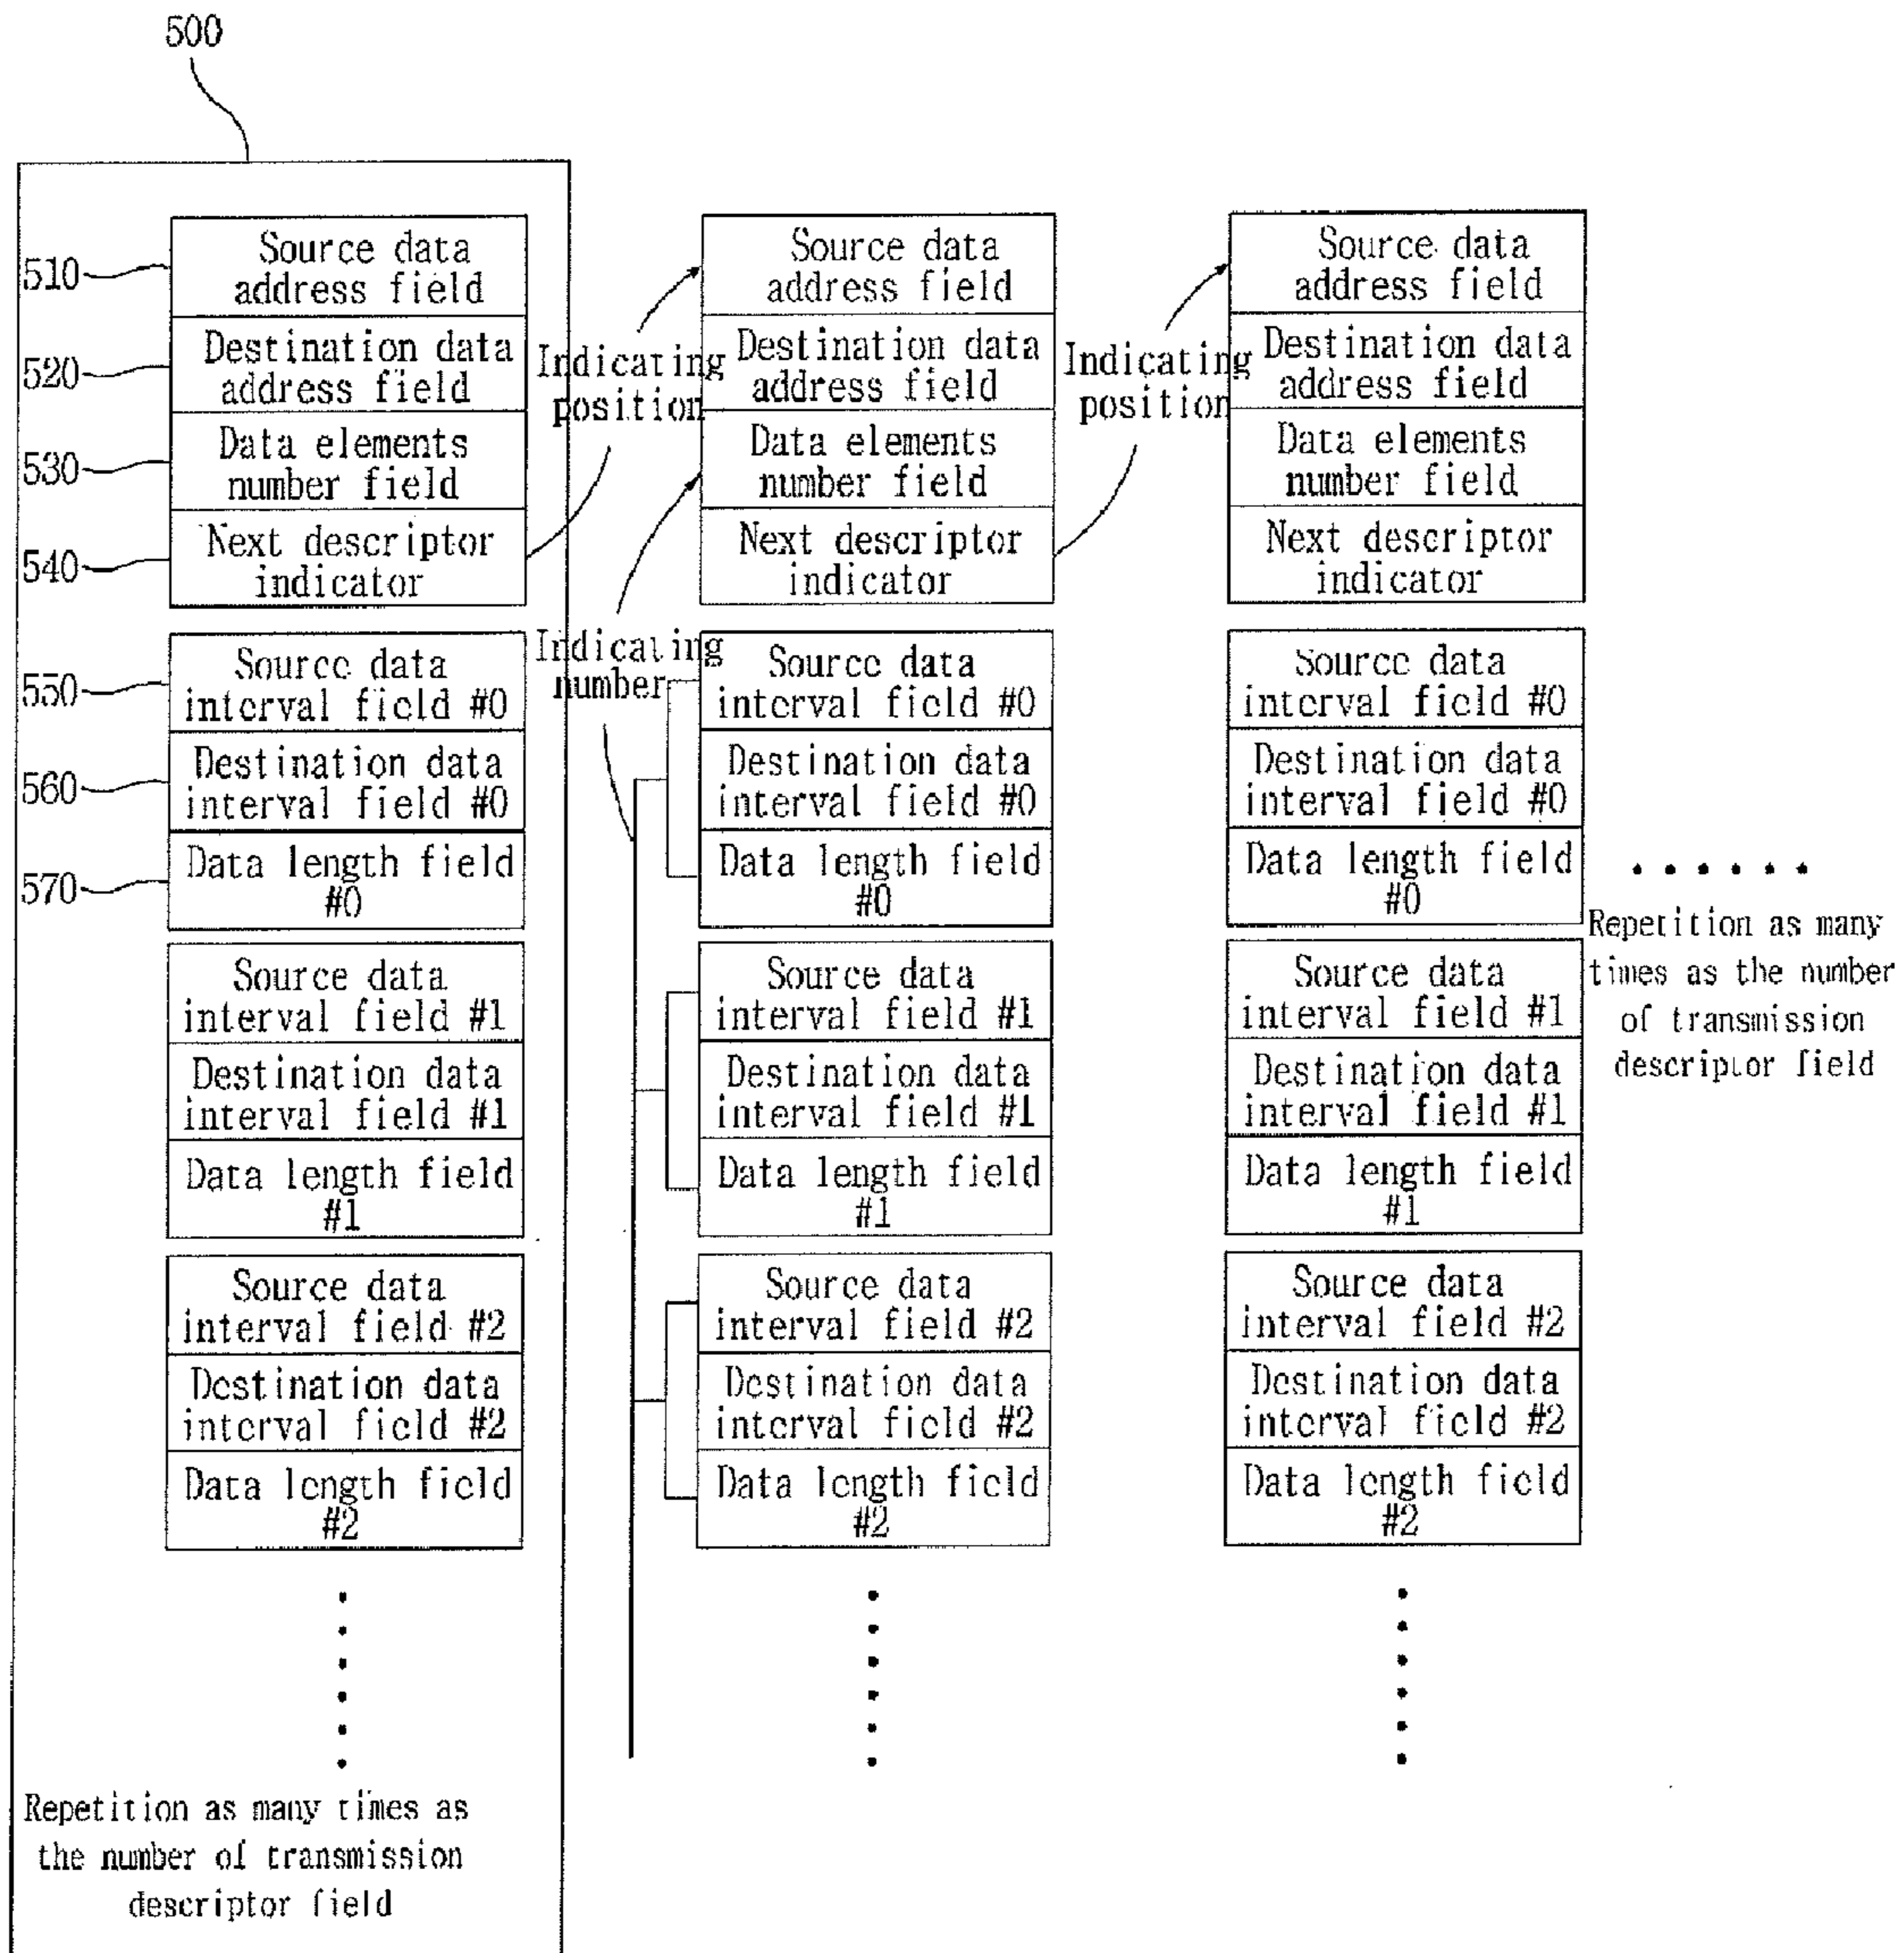 500
510
Source data
address field
520
Destination data
address field
530
Data elements
number field
540
Next descriptor
indicator
550
Source data
interval field #0
560
Destination data
interval field #0
570
Data length field
#0
Source data
interval field #1
Destination data
interval field #1
Data length field
#1
Source data
interval field #2
Destination data
interval field #2
Data length field
#2
Repetition as many times as
the number of transmission
descriptor field
Indicating
position
Indicating
number
Source data
address field
Destination data
address field
Data elements
number field
Next descriptor
indicator
Source data
interval field #0
Destination data
interval field #0
Data length field
#0
Source data
interval field #1
Destination data
interval field #1
Data length field
#1
Source data
interval field #2
Destination data
interval field #2
Data length field
#2
Indicating
position
Source data
address field
Destination data
address field
Data elements
number field
Next descriptor
indicator
Source data
interval field #0
Destination data
interval field #0
Data length field
#0
Source data
interval field #1
Destination data
interval field #1
Data length field
#1
Source data
interval field #2
Destination data
interval field #2
Data length field
#2
Repetition as many
times as the number
of transmission
descriptor field